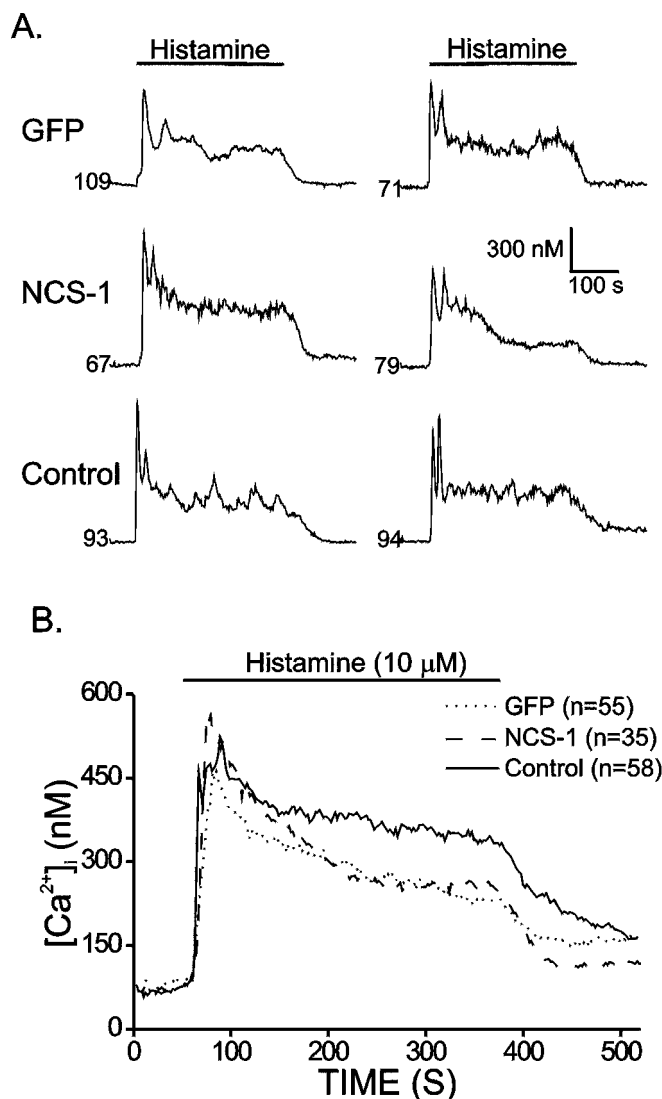 A.
Histamine Histamine
GFP
109 71
NCS-1
300 nM
100 s
67 79
Control
93 94
B.
Histamine (10 μM)
GFP (n=55)
NCS-1 (n=35)
Control (n=58)
[Ca²⁺]ᵢ (nM)
600
450
300
150
0
0 100 200 300 400 500
TIME (S)